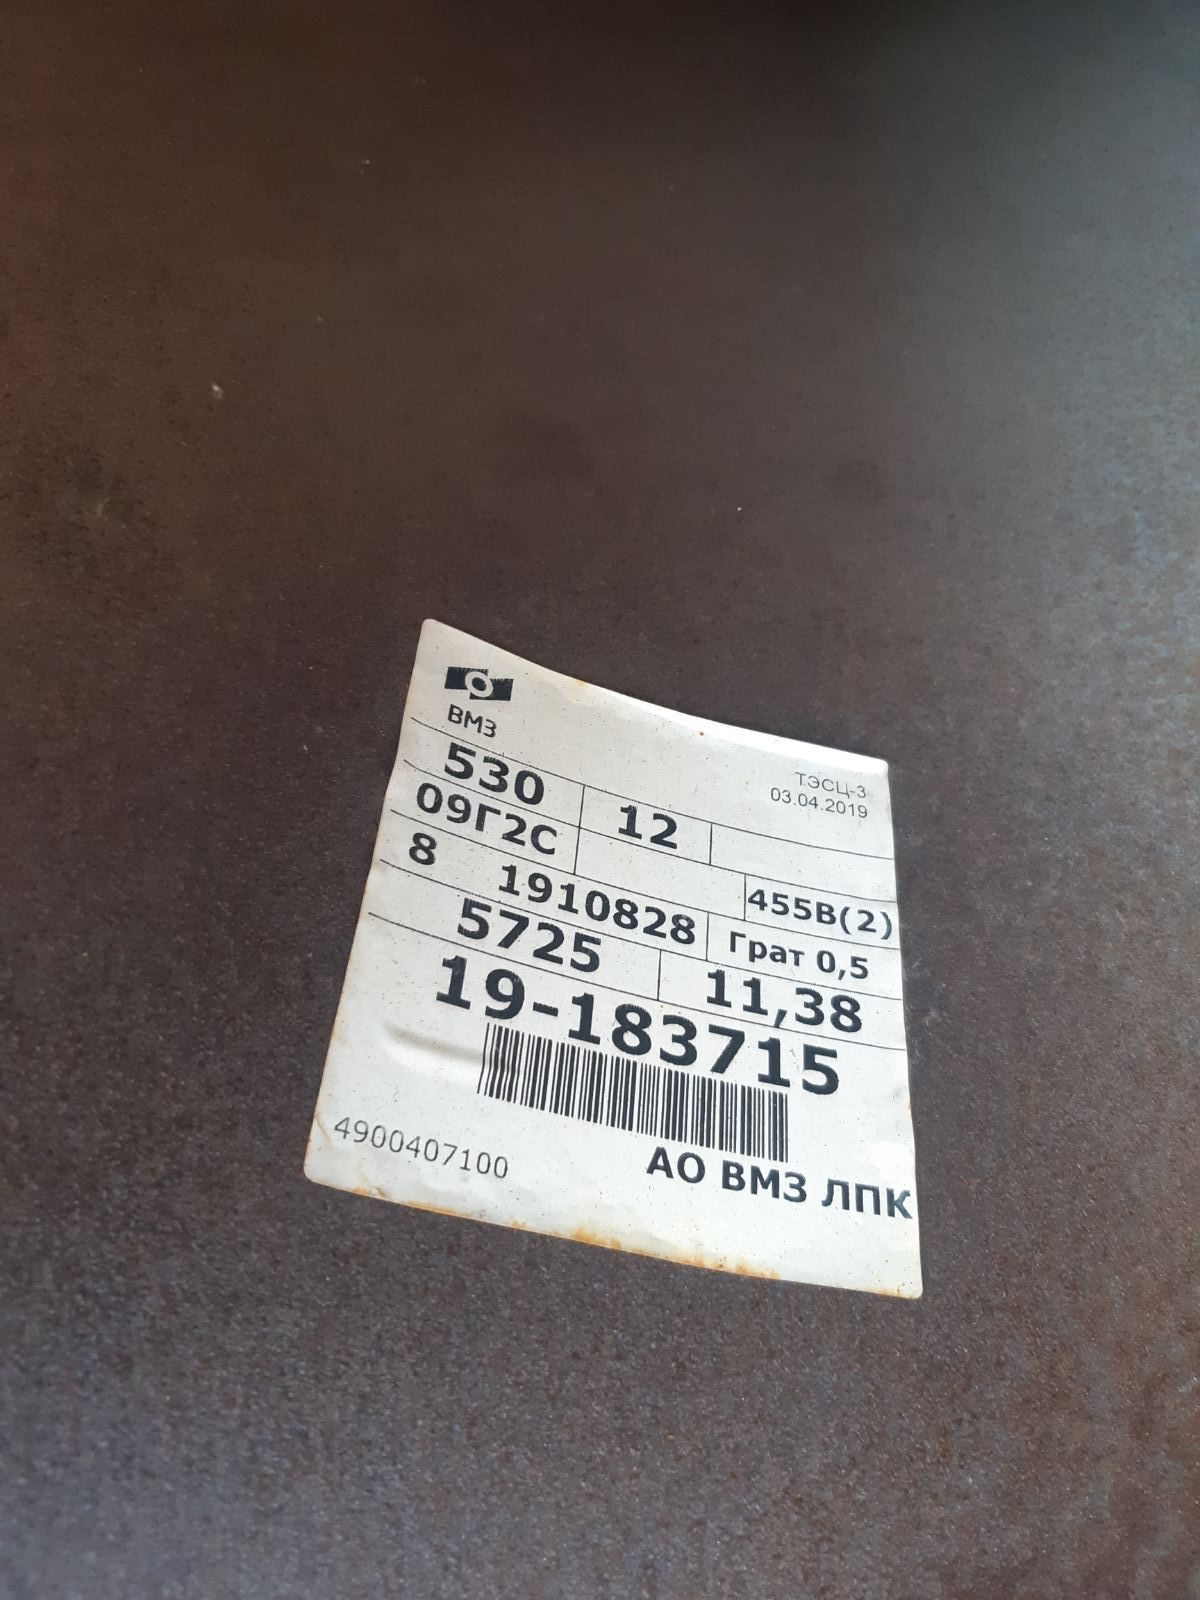 ВМЗ
ТЭСЦ-3
03.04.2019
530 12
09Г2С 455В(2)
8 1910828 Грат 0,5
5725 11,38
19-183715
4900407100
АО ВМЗ ЛПК